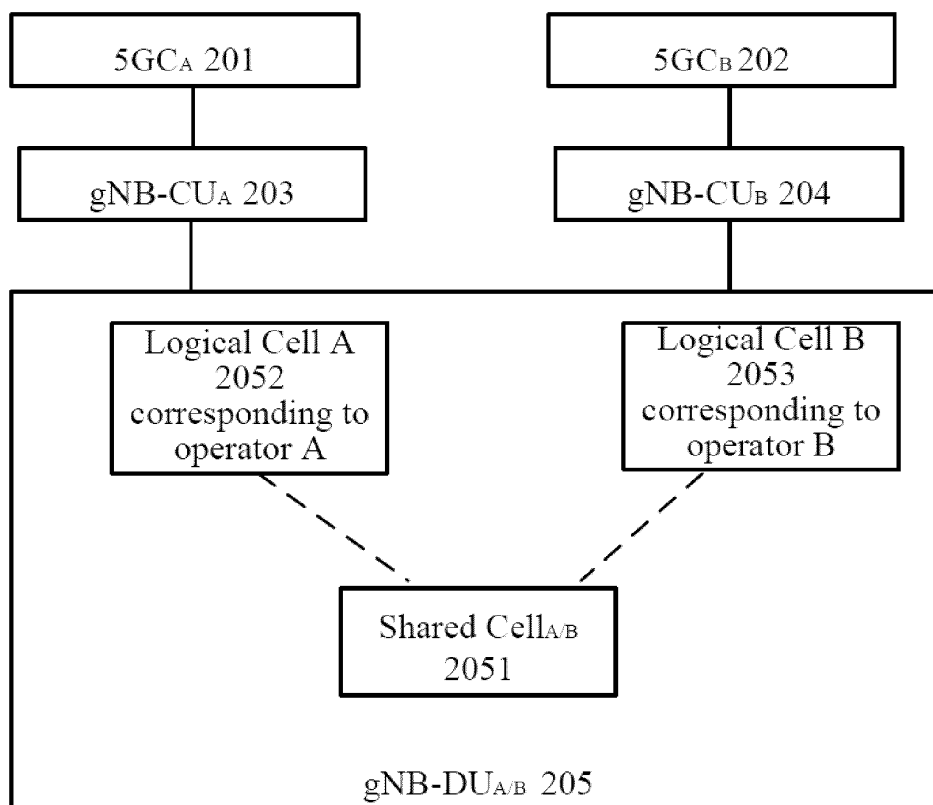 5GCA 201
5GCB 202
gNB-CUA 203
gNB-CUB 204
Logical Cell A
2052
corresponding to
operator A
Logical Cell B
2053
corresponding to
operator B
Shared CellA/B
2051
gNB-DUA/B 205